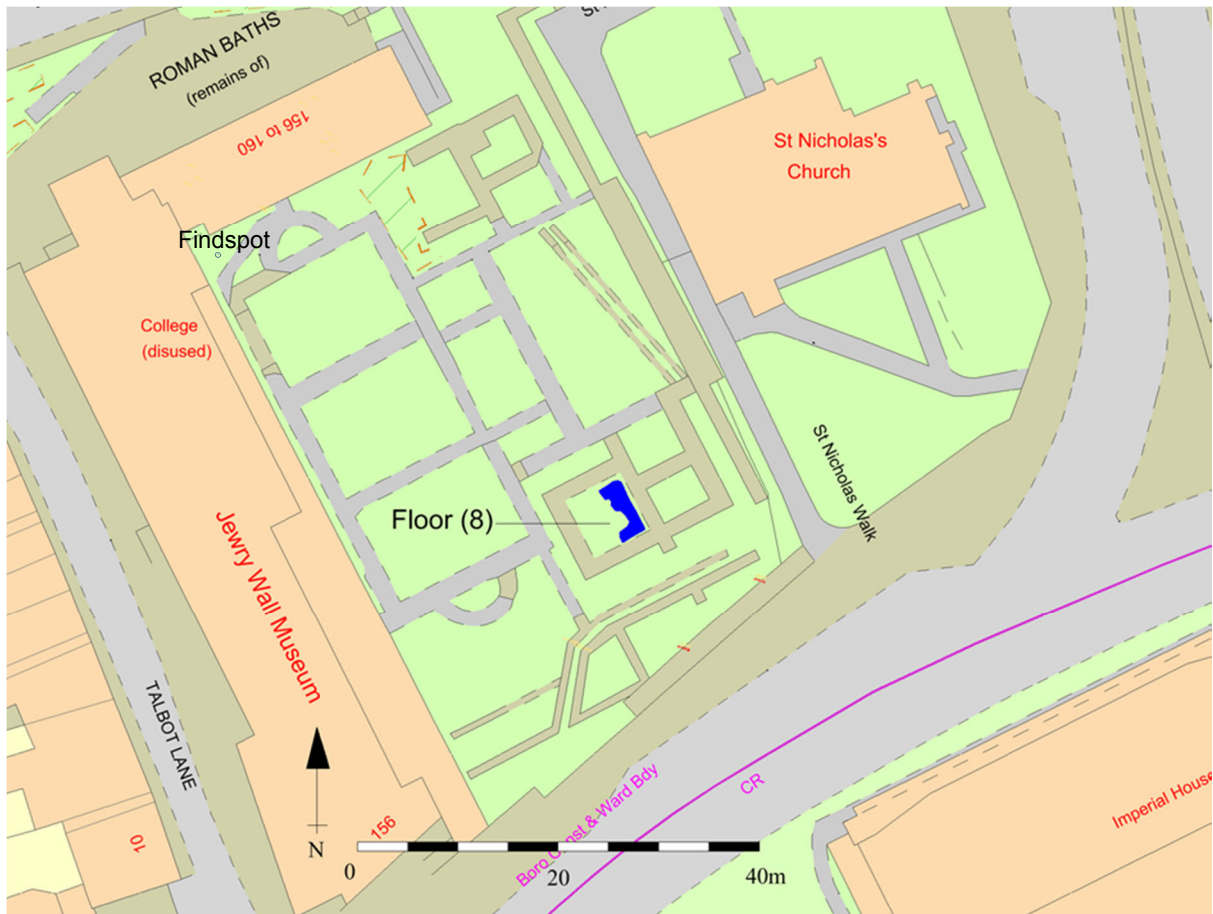 ROMAN BATHS
(remains of)
156 to 160
St
St Nicholas's
Church
Findspot
College
(disused)
Floor (8)
St Nicholas Walk
Jewry Wall Museum
TALBOT LANE
N
156
10
0
20
40m
Boro Const & Ward Bdy
CR
Imperial House